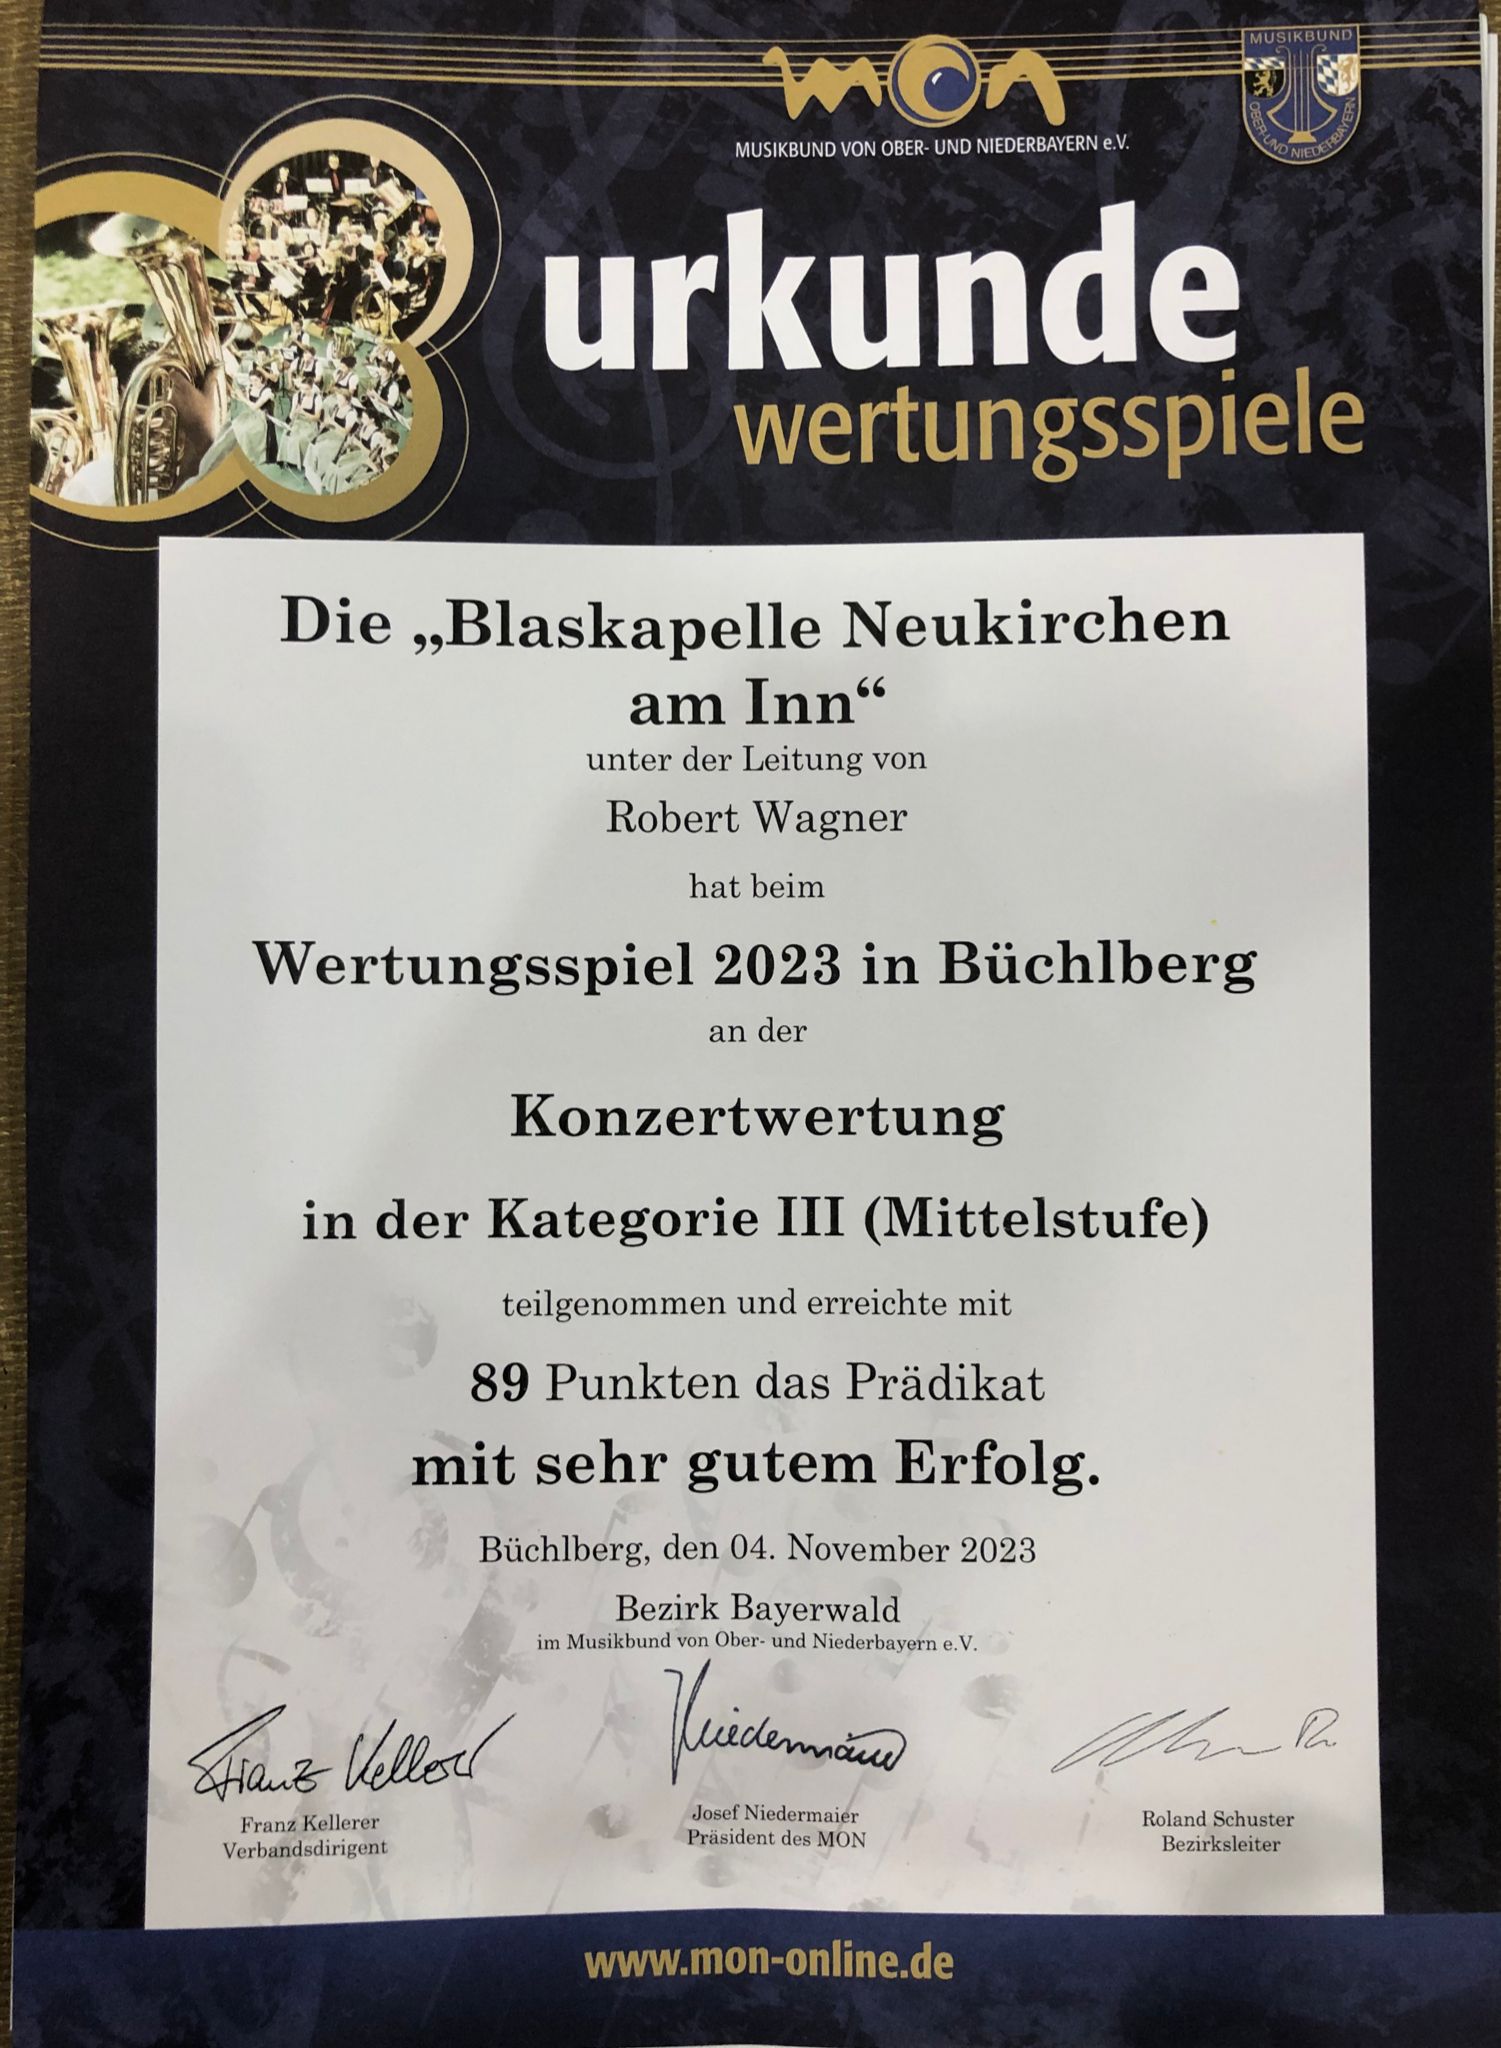 mon
MUSIKBUND VON OBER- UND NIEDERBAYERN e.V.
MUSIKBUND
OBER- UND NIEDERBAYERN
urkunde
wertungsspiele
Die „Blaskapelle Neukirchen
am Inn“
unter der Leitung von
Robert Wagner
hat beim
Wertungsspiel 2023 in Büchlberg
an der
Konzertwertung
in der Kategorie III (Mittelstufe)
teilgenommen und erreichte mit
89 Punkten das Prädikat
mit sehr gutem Erfolg.
Büchlberg, den 04. November 2023
Bezirk Bayerwald
im Musikbund von Ober- und Niederbayern e.V.
Franz Kellerer
Niedermaier
Franz Kellerer
Verbandsdirigent
Josef Niedermaier
Präsident des MON
Roland Schuster
Bezirksleiter
www.mon-online.de